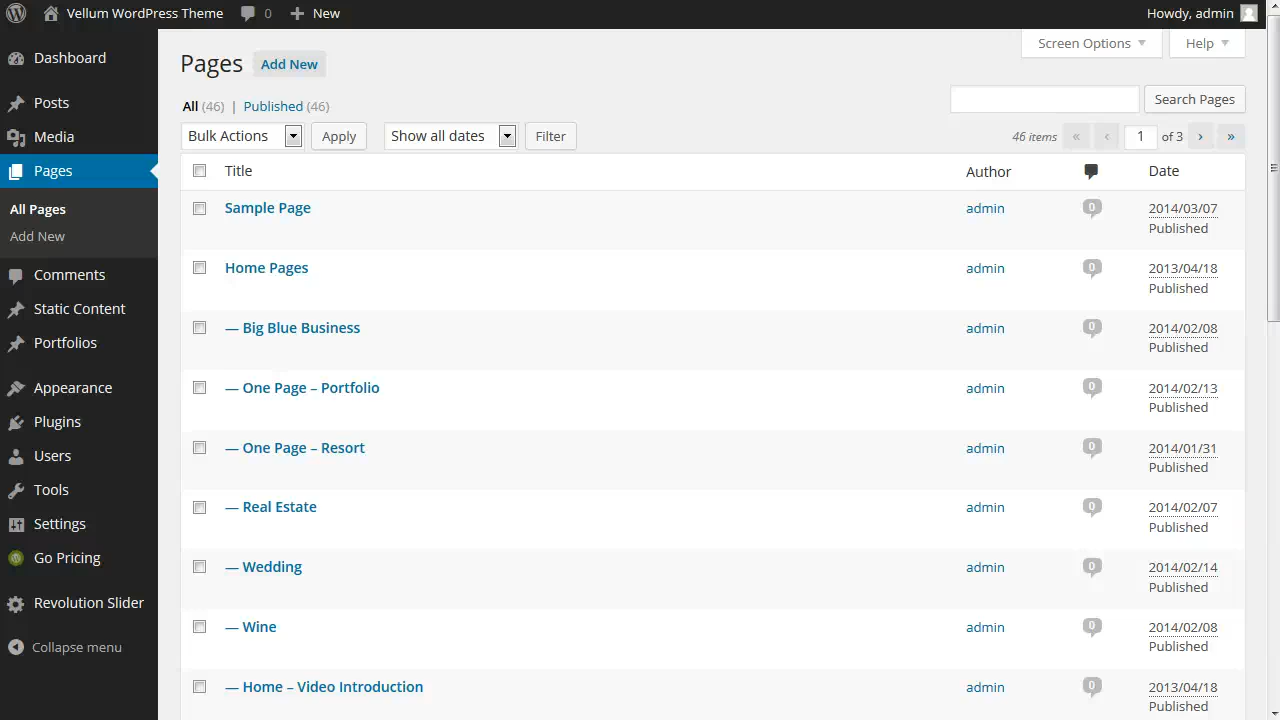 Vellum WordPress Theme 0 New Howdy, admin
Screen Options Help
Dashboard
Posts
Media
Pages
All Pages
Add New
Comments
Static Content
Portfolios
Appearance
Plugins
Users
Tools
Settings
Go Pricing
Revolution Slider
Collapse menu
Pages Add New
All (46) | Published (46)
Search Pages
Bulk Actions Apply Show all dates Filter 46 items « ‹ 1 of 3 › »
Title Author Date
Sample Page admin 0 2014/03/07
Published
Home Pages admin 0 2013/04/18
Published
— Big Blue Business admin 0 2014/02/08
Published
— One Page – Portfolio admin 0 2014/02/13
Published
— One Page – Resort admin 0 2014/01/31
Published
— Real Estate admin 0 2014/02/07
Published
— Wedding admin 0 2014/02/14
Published
— Wine admin 0 2014/02/08
Published
— Home – Video Introduction admin 0 2013/04/18
Published